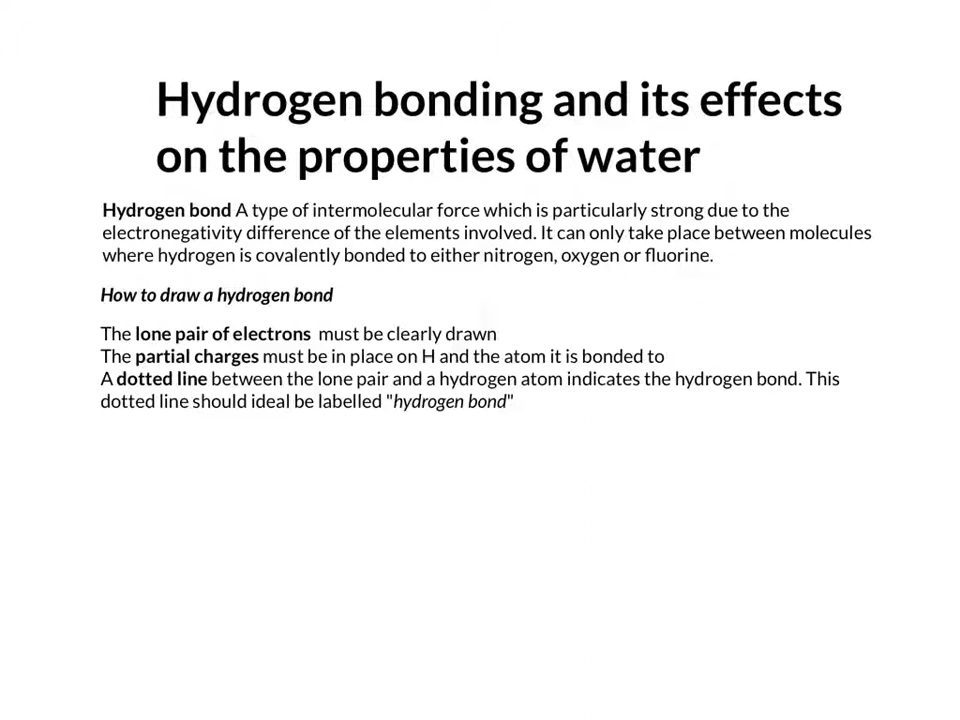 Hydrogen bonding and its effects
on the properties of water
Hydrogen bond A type of intermolecular force which is particularly strong due to the
electronegativity difference of the elements involved. It can only take place between molecules
where hydrogen is covalently bonded to either nitrogen, oxygen or fluorine.
How to draw a hydrogen bond
The lone pair of electrons must be clearly drawn
The partial charges must be in place on H and the atom it is bonded to
A dotted line between the lone pair and a hydrogen atom indicates the hydrogen bond. This
dotted line should ideal be labelled "hydrogen bond"